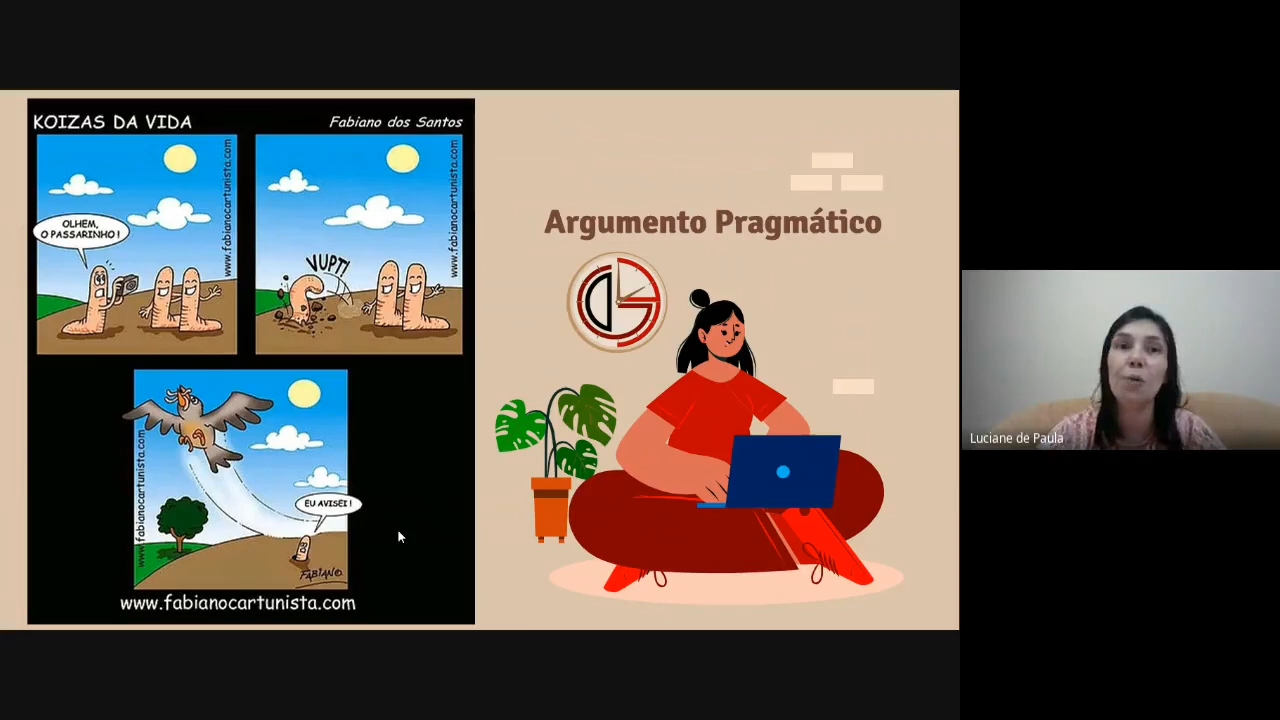 KOIZAS DA VIDA
Fabiano dos Santos
OLHEM,
O PASSARINHO !
www.fabianocartunista.com
VUPT!
www.fabianocartunista.com
EU AVISEI !
www.fabianocartunista.com
FABIANO
www.fabianocartunista.com
Argumento Pragmático
Luciane de Paula